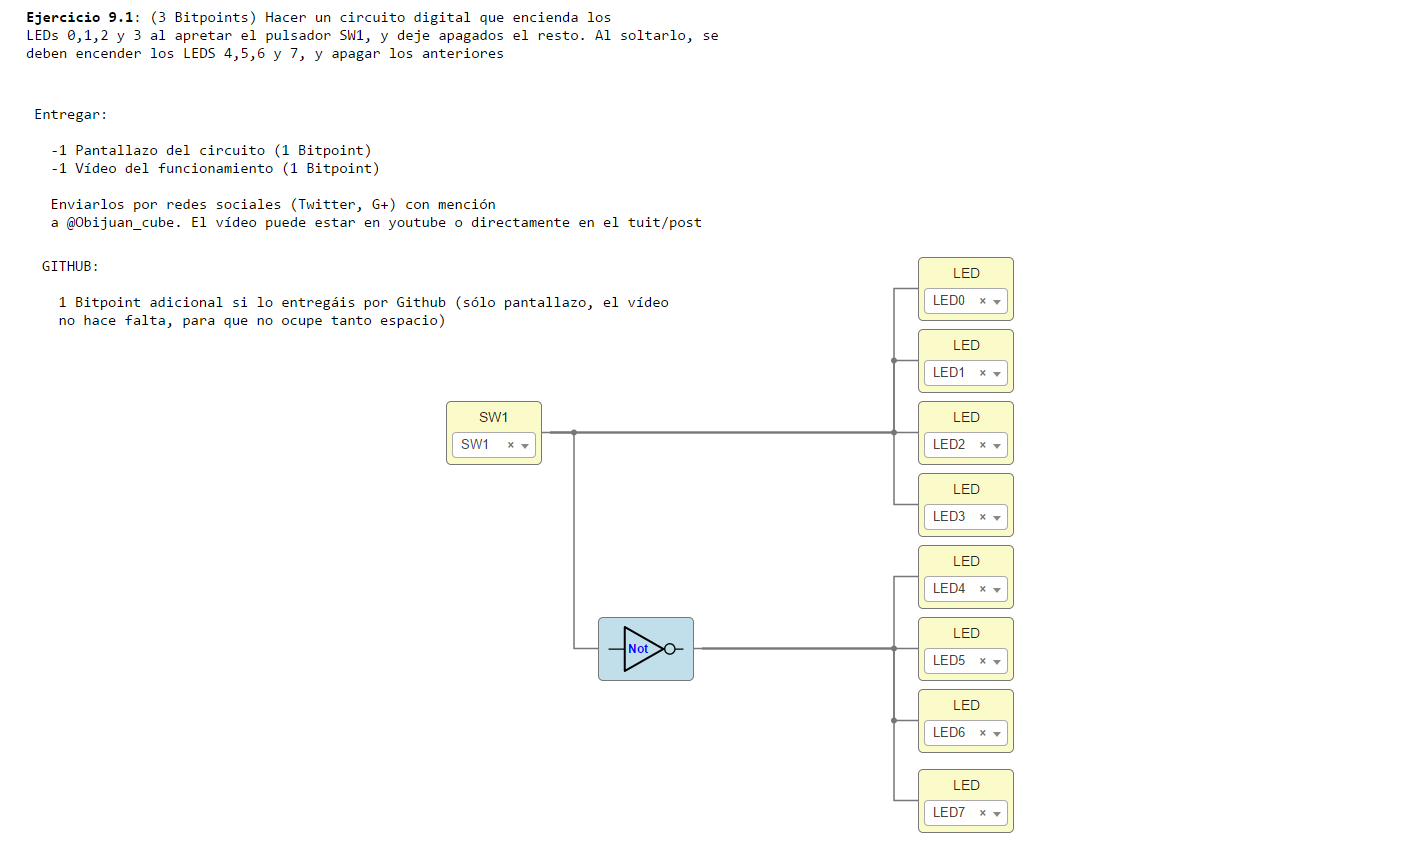 Ejercicio 9.1: (3 Bitpoints) Hacer un circuito digital que encienda los
LEDs 0,1,2 y 3 al apretar el pulsador SW1, y deje apagados el resto. Al soltarlo, se
deben encender los LEDS 4,5,6 y 7, y apagar los anteriores
Entregar:
-1 Pantallazo del circuito (1 Bitpoint)
-1 Vídeo del funcionamiento (1 Bitpoint)
Enviarlos por redes sociales (Twitter, G+) con mención
a @Obijuan_cube. El vídeo puede estar en youtube o directamente en el tuit/post
GITHUB:
1 Bitpoint adicional si lo entregáis por Github (sólo pantallazo, el vídeo
no hace falta, para que no ocupe tanto espacio)
LED
LED0 ×
LED
LED1 ×
SW1
SW1 ×
LED
LED2 ×
LED
LED3 ×
LED
LED4 ×
Not
LED
LED5 ×
LED
LED6 ×
LED
LED7 ×